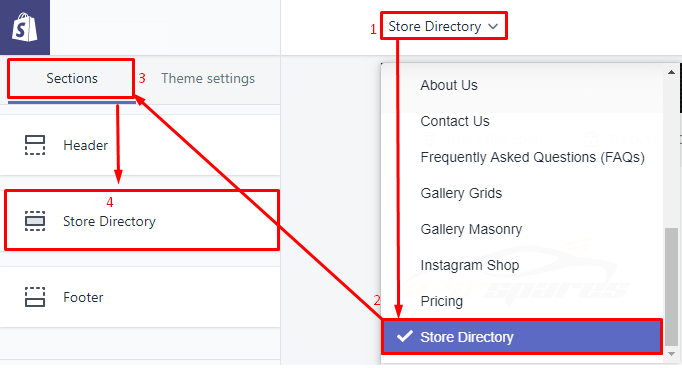 1
Store Directory
Sections
3
Theme settings
Header
4
Store Directory
Footer
About Us
Contact Us
Frequently Asked Questions (FAQs)
Gallery Grids
Gallery Masonry
Instagram Shop
Pricing
2
Store Directory